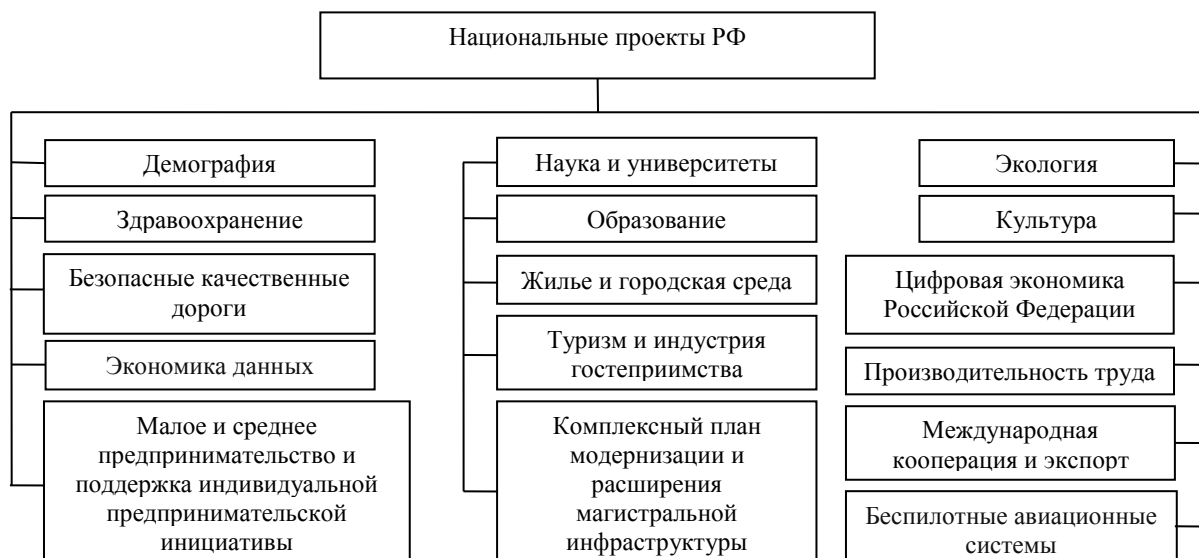 Национальные проекты РФ
Демография
Здравоохранение
Безопасные качественные
дороги
Экономика данных
Малое и среднее
предпринимательство и
поддержка индивидуальной
предпринимательской
инициативы
Наука и университеты
Образование
Жилье и городская среда
Туризм и индустрия
гостеприимства
Комплексный план
модернизации и
расширения
магистральной
инфраструктуры
Экология
Культура
Цифровая экономика
Российской Федерации
Производительность труда
Международная
кооперация и экспорт
Беспилотные авиационные
системы